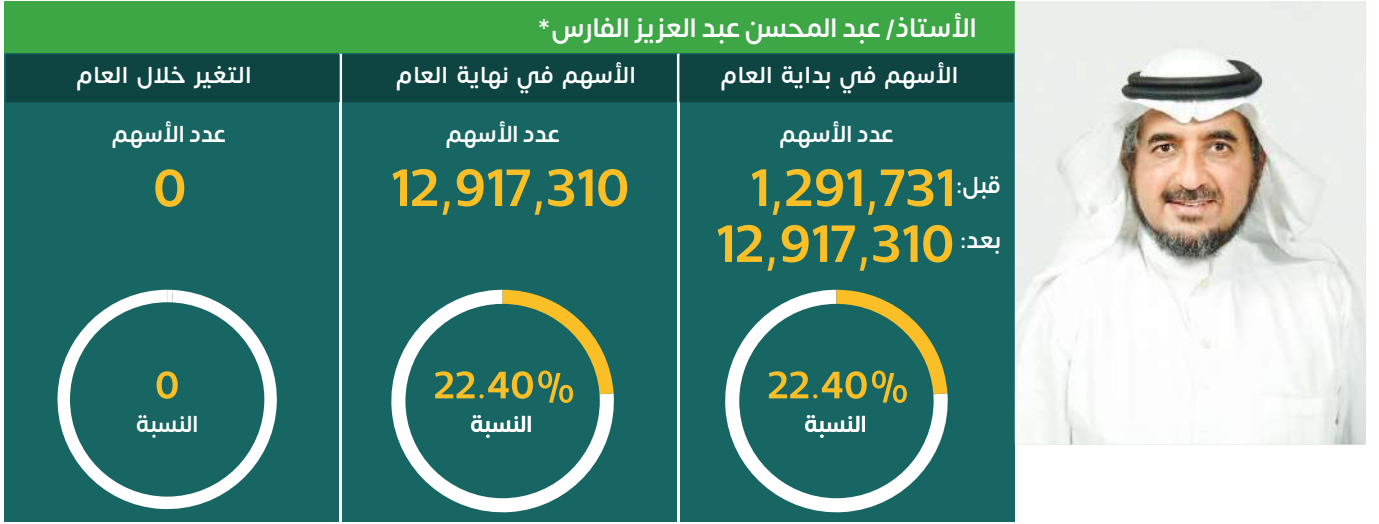 الأستاذ/ عبد المحسن عبد العزيز الفارس*
الأسهم في بداية العام
عدد الأسهم
قبل: 1,291,731
بعد: 12,917,310
22.40%
النسبة
الأسهم في نهاية العام
عدد الأسهم
12,917,310
22.40%
النسبة
التغير خلال العام
عدد الأسهم
0
0
النسبة